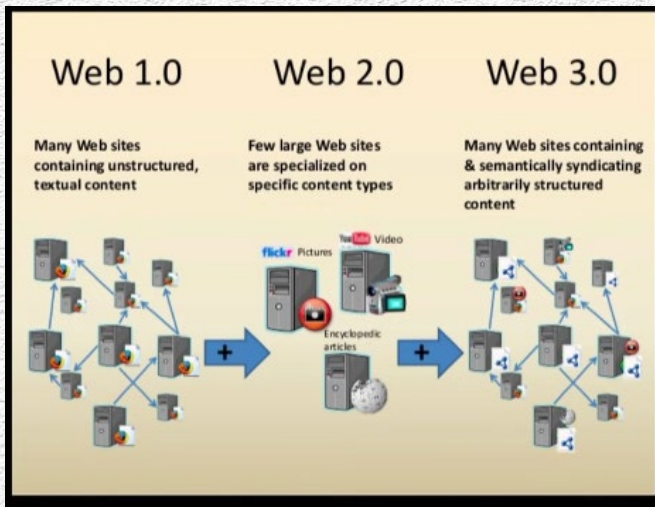 Web 1.0
Web 2.0
Web 3.0
Many Web sites
containing unstructured,
textual content
Few large Web sites
are specialized on
specific content types
Many Web sites containing
& semantically syndicating
arbitrarily structured
content
flickr Pictures
YouTube Video
Encyclopedic
articles
+
+